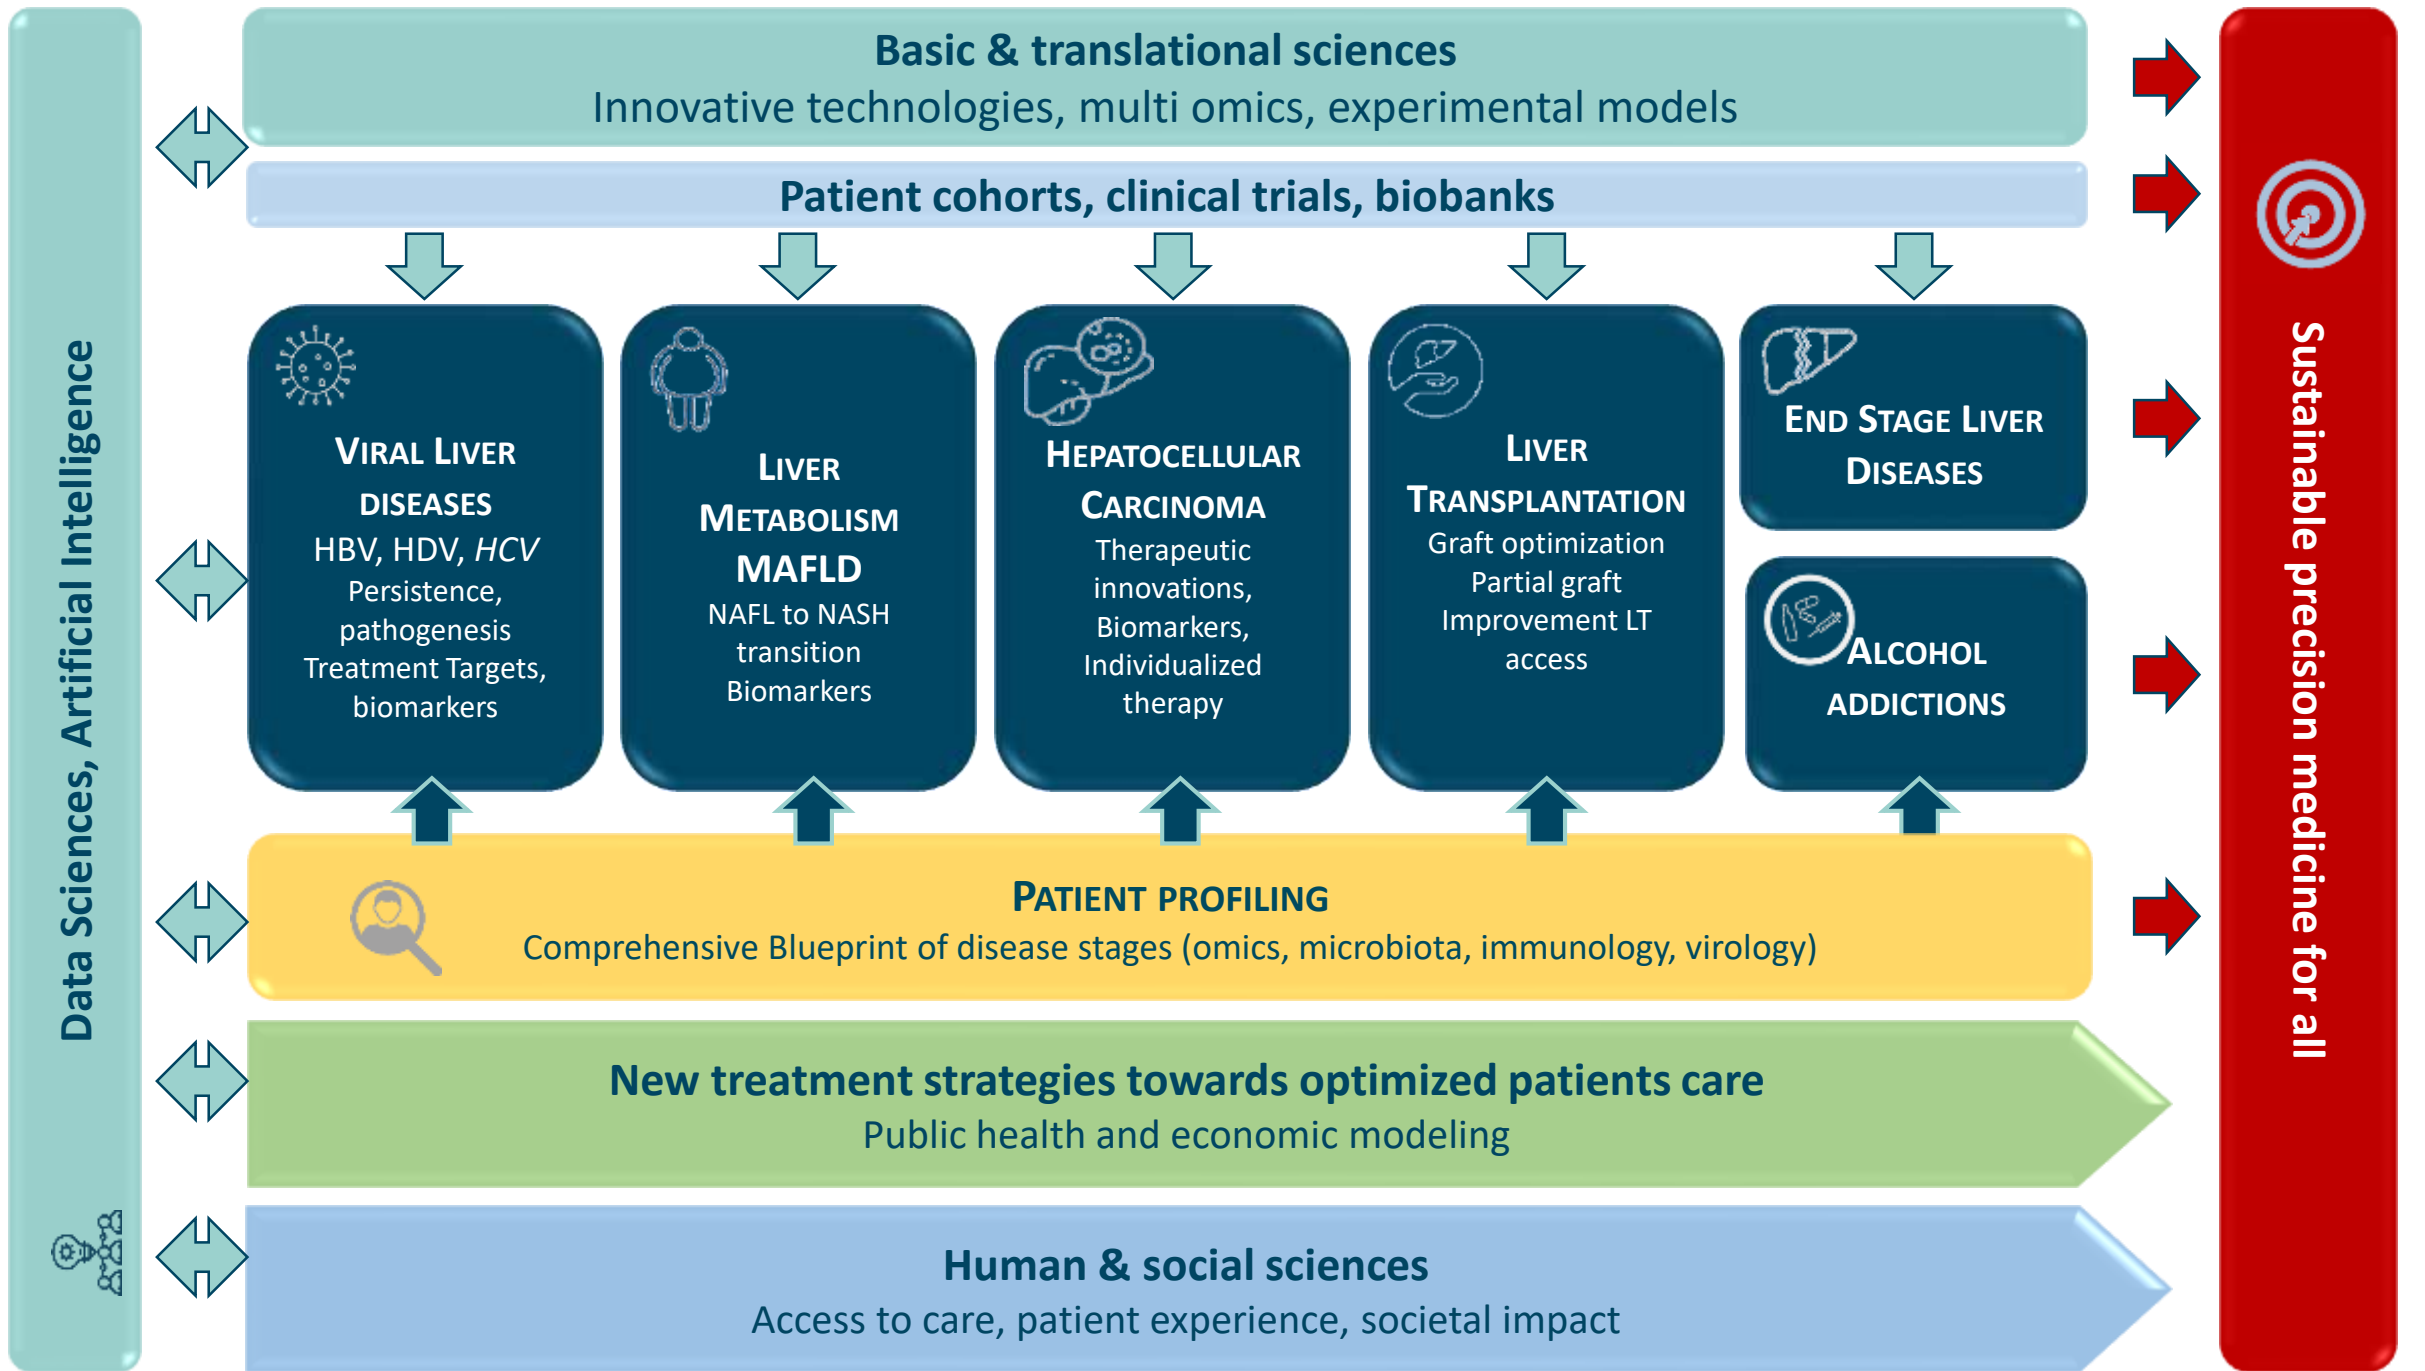 Data Sciences, Artificial Intelligence
Basic & translational sciences
Innovative technologies, multi omics, experimental models
Patient cohorts, clinical trials, biobanks
VIRAL LIVER
DISEASES
HBV, HDV, HCV
Persistence,
pathogenesis
Treatment Targets,
biomarkers
LIVER
METABOLISM
MAFLD
NAFL to NASH
transition
Biomarkers
HEPATOCELLULAR
CARCINOMA
Therapeutic
innovations,
Biomarkers,
Individualized
therapy
LIVER
TRANSPLANTATION
Graft optimization
Partial graft
Improvement LT
access
END STAGE LIVER
DISEASES
ALCOHOL
ADDICTIONS
PATIENT PROFILING
Comprehensive Blueprint of disease stages (omics, microbiota, immunology, virology)
New treatment strategies towards optimized patients care
Public health and economic modeling
Human & social sciences
Access to care, patient experience, societal impact
Sustainable precision medicine for all